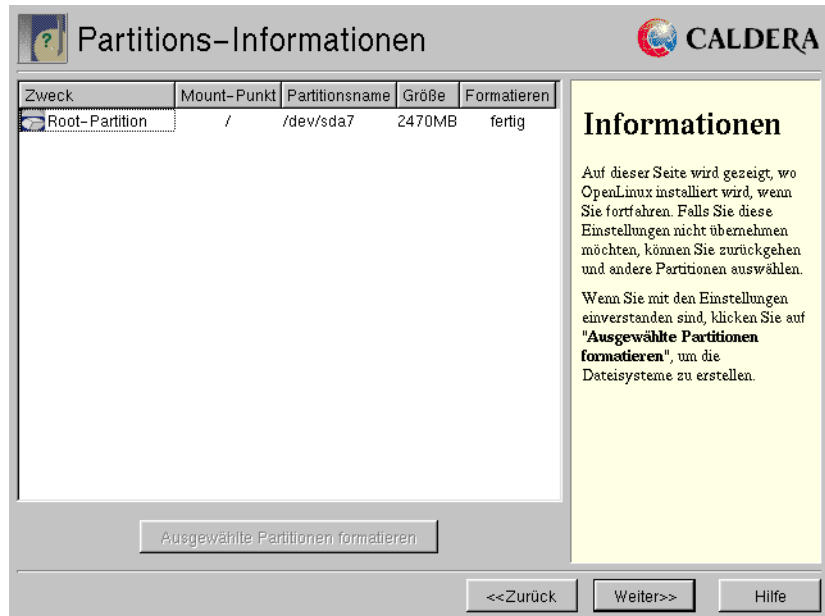 Partitions-Informationen
CALDERA
Zweck Mount-Punkt Partitionsname Größe Formatieren
Root-Partition / /dev/sda7 2470MB fertig
Informationen
Auf dieser Seite wird gezeigt, wo
OpenLinux installiert wird, wenn
Sie fortfahren. Falls Sie diese
Einstellungen nicht übernehmen
möchten, können Sie zurückgehen
und andere Partitionen auswählen.
Wenn Sie mit den Einstellungen
einverstanden sind, klicken Sie auf
"Ausgewählte Partitionen
formatieren", um die
Dateisysteme zu erstellen.
Ausgewählte Partitionen formatieren
<<Zurück Weiter>> Hilfe